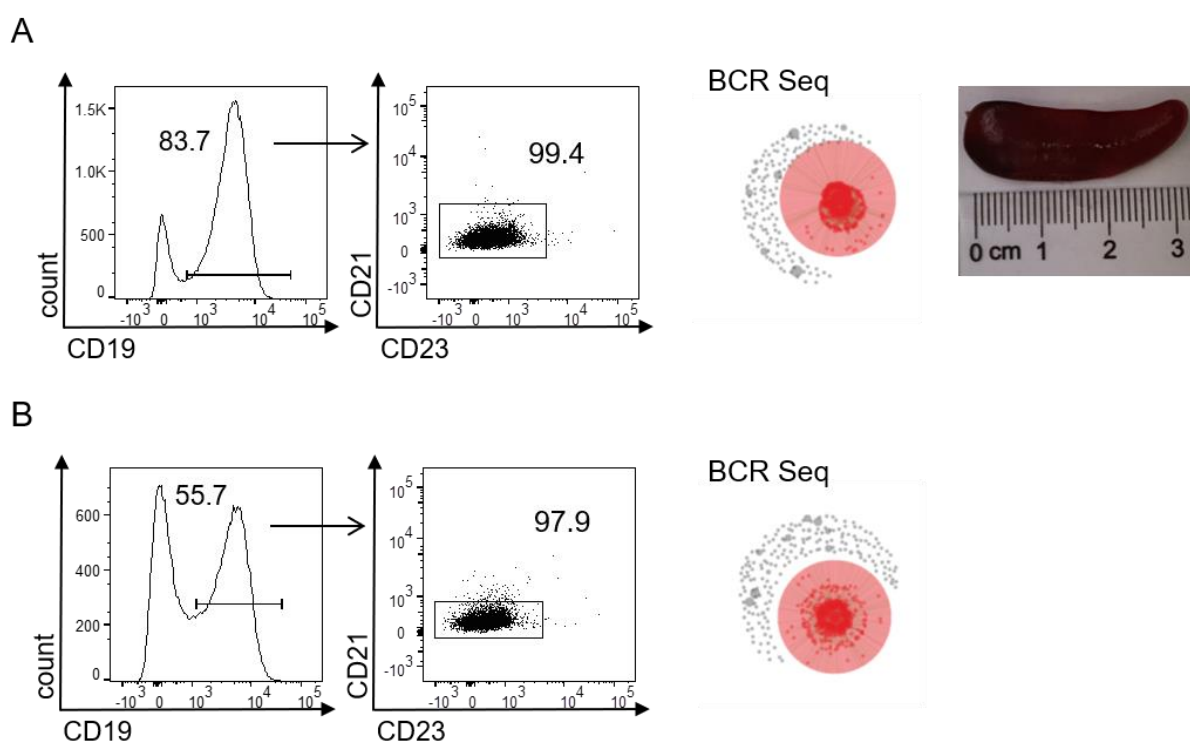 A
BCR Seq
1.5K
1.0K
500
0
83.7
count
-10³ 0 10³ 10⁴ 10⁵
CD19
10⁵
10⁴
10³
0
-10³
99.4
CD21
-10³ 0 10³ 10⁴ 10⁵
CD23
0 cm 1 2 3
B
BCR Seq
600
400
200
0
55.7
count
-10³ 0 10³ 10⁴ 10⁵
CD19
10⁵
10⁴
10³
0
-10³
97.9
CD21
-10³ 0 10³ 10⁴ 10⁵
CD23